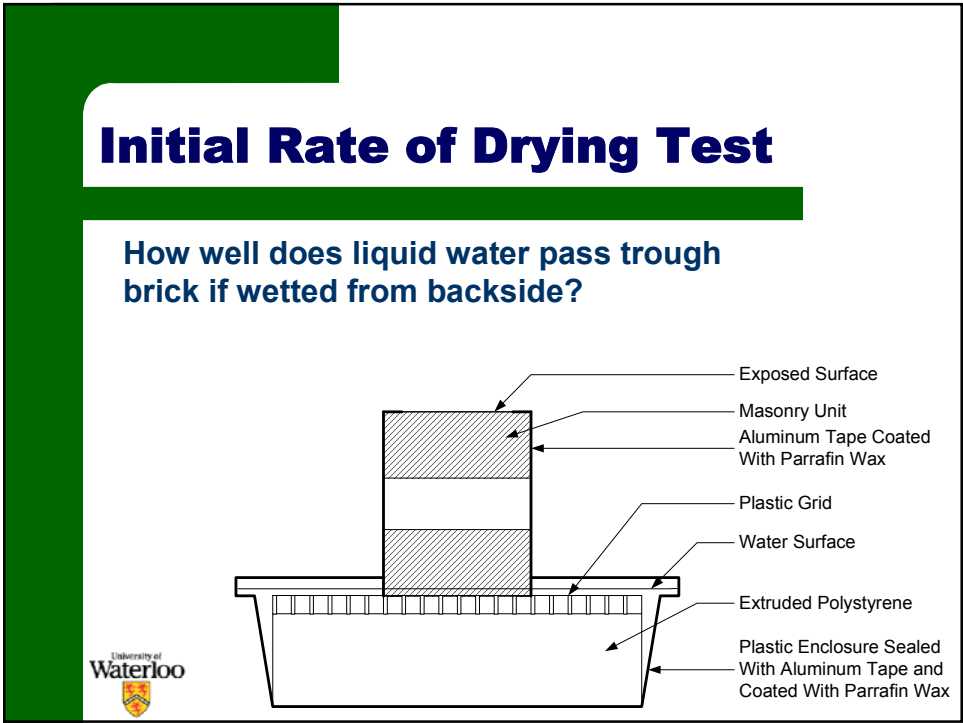 Initial Rate of Drying Test
How well does liquid water pass trough
brick if wetted from backside?
Exposed Surface
Masonry Unit
Aluminum Tape Coated
With Parrafin Wax
Plastic Grid
Water Surface
Extruded Polystyrene
Plastic Enclosure Sealed
With Aluminum Tape and
Coated With Parrafin Wax
University of
Waterloo